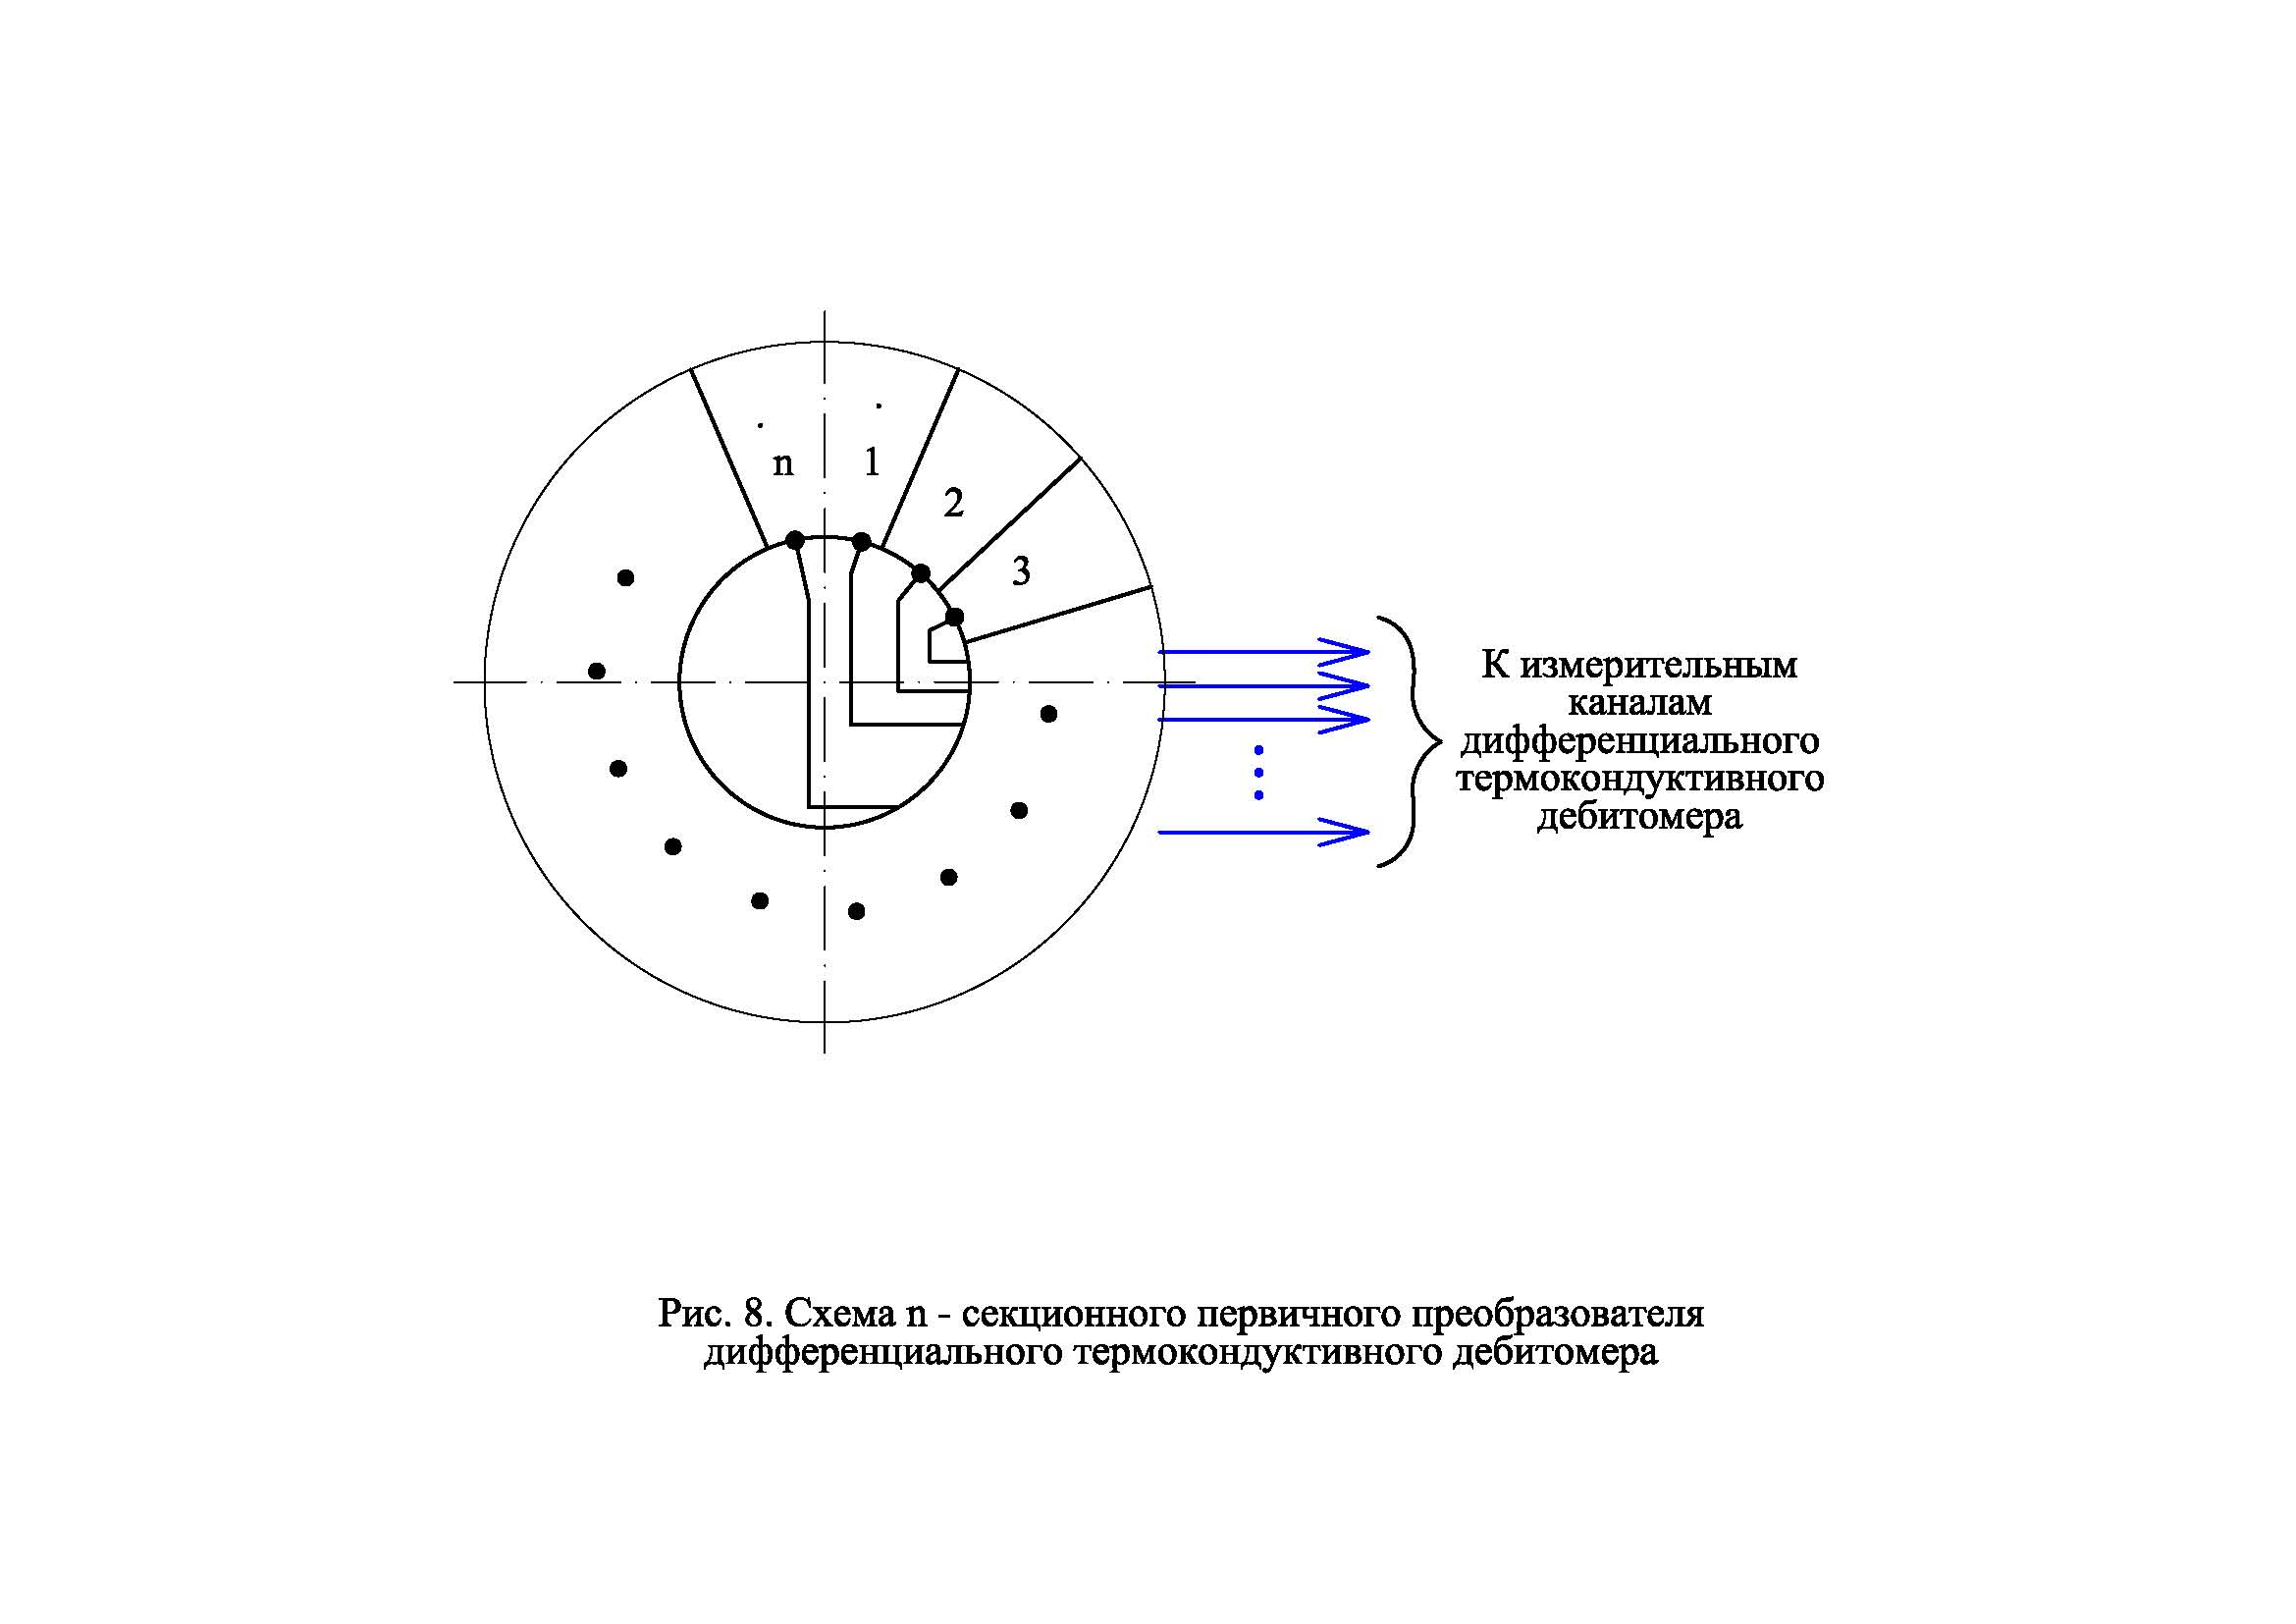 n
1
2
3
К измерительным
каналам
дифференциального
термокондуктивного
дебитомера
Рис. 8. Схема n - секционного первичного преобразователя
дифференциального термокондуктивного дебитомера